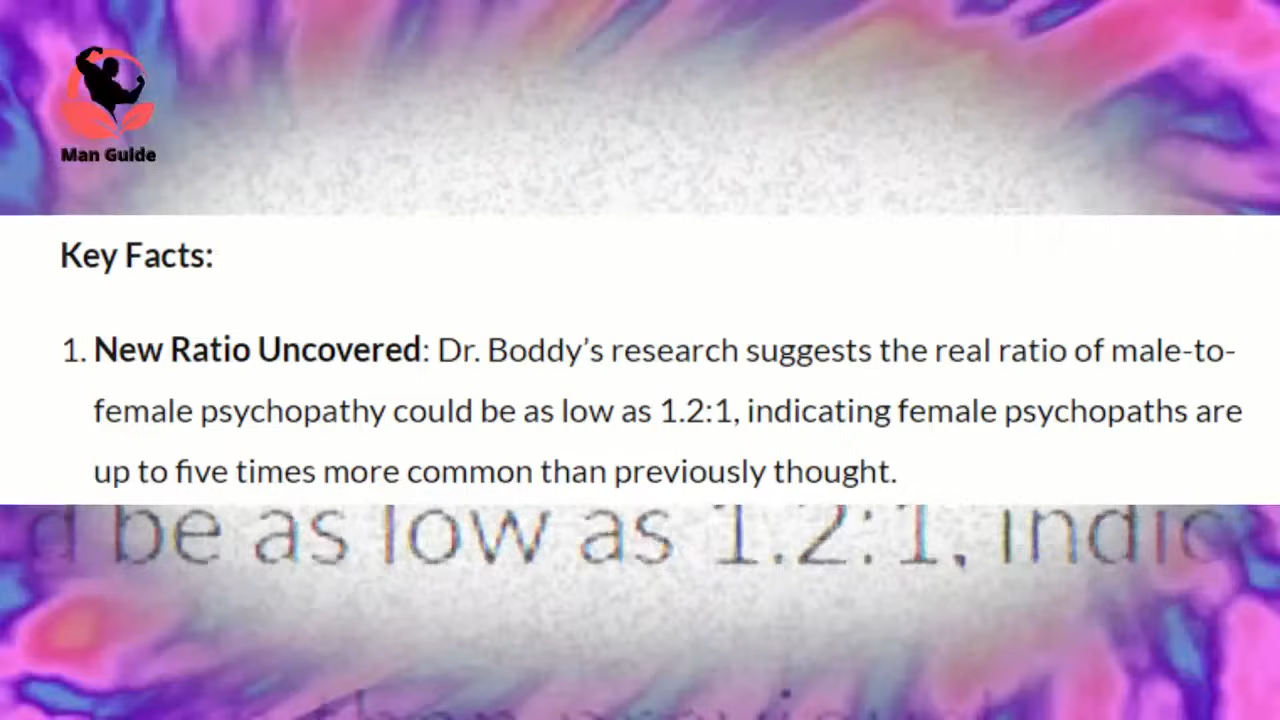 Man Guide
Key Facts:
1. New Ratio Uncovered: Dr. Boddy’s research suggests the real ratio of male-to-
female psychopathy could be as low as 1.2:1, indicating female psychopaths are
up to five times more common than previously thought.
d be as low as 1.2:1, indic